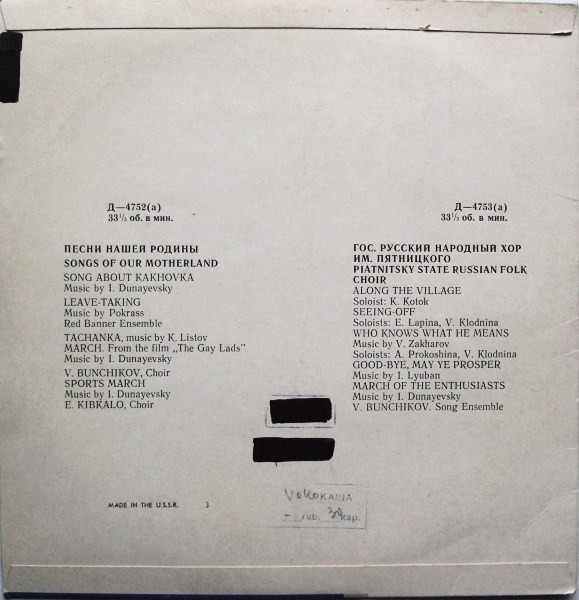 Д—4752(а)
33⅓ об. в мин.
ПЕСНИ НАШЕЙ РОДИНЫ
SONGS OF OUR MOTHERLAND
SONG ABOUT KAKHOVKA
Music by I. Dunayevsky
LEAVE-TAKING
Music by Pokrass
Red Banner Ensemble
TACHANKA, music by K. Listov
MARCH. From the film „The Gay Lads"
Music by I. Dunayevsky
V. BUNCHIKOV, Choir
SPORTS MARCH
Music by I. Dunayevsky
E. KIBKALO, Choir
Д—4753(а)
33⅓ об. в мин.
ГОС. РУССКИЙ НАРОДНЫЙ ХОР
ИМ. ПЯТНИЦКОГО
PIATNITSKY STATE RUSSIAN FOLK
CHOIR
ALONG THE VILLAGE
Soloist: K. Kotok
SEEING-OFF
Soloists: E. Lapina, V. Klodnina
WHO KNOWS WHAT HE MEANS
Music by V. Zakharov
Soloists: A. Prokoshina, V. Klodnina
GOOD-BYE, MAY YE PROSPER
Music by I. Lyuban
MARCH OF THE ENTHUSIASTS
Music by I. Dunayevsky
V. BUNCHIKOV. Song Ensemble
MADE IN THE U.S.S.R. 3
rub. kap.